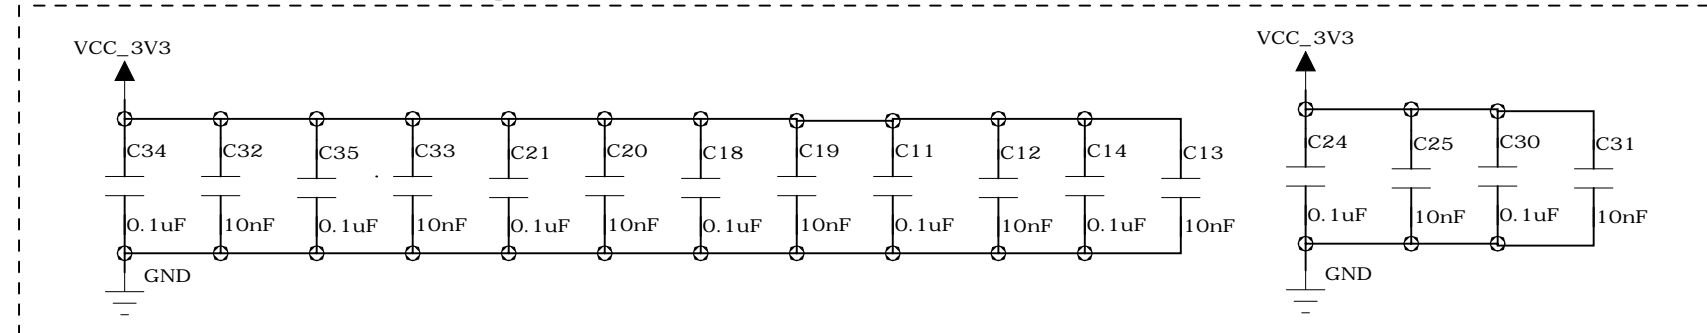 VCC_3V3 VCC_3V3
C34 C32 C35 C33 C21 C20 C18 C19 C11 C12 C14 C13 C24 C25 C30 C31
0.1uF 10nF 0.1uF 10nF 0.1uF 10nF 0.1uF 10nF 0.1uF 10nF 0.1uF 10nF 0.1uF 10nF 0.1uF 10nF
GND GND